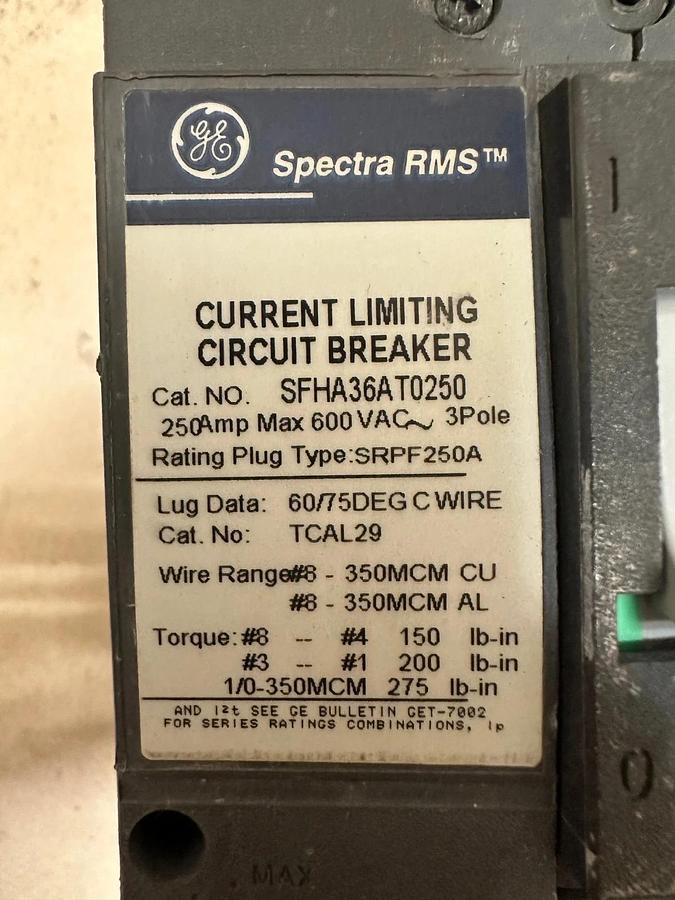 GE
Spectra RMS™
CURRENT LIMITING
CIRCUIT BREAKER
Cat. NO. SFHA36AT0250
250Amp Max 600 VAC~ 3Pole
Rating Plug Type:SRPF250A
Lug Data: 60/75DEG C WIRE
Cat. No: TCAL29
Wire Range#8 - 350MCM CU
#8 - 350MCM AL
Torque:#8 -- #4 150 lb-in
#3 -- #1 200 lb-in
1/0-350MCM 275 lb-in
AND I²t SEE GE BULLETIN GET-7002
FOR SERIES RATINGS COMBINATIONS, Ip
MAX
I
O